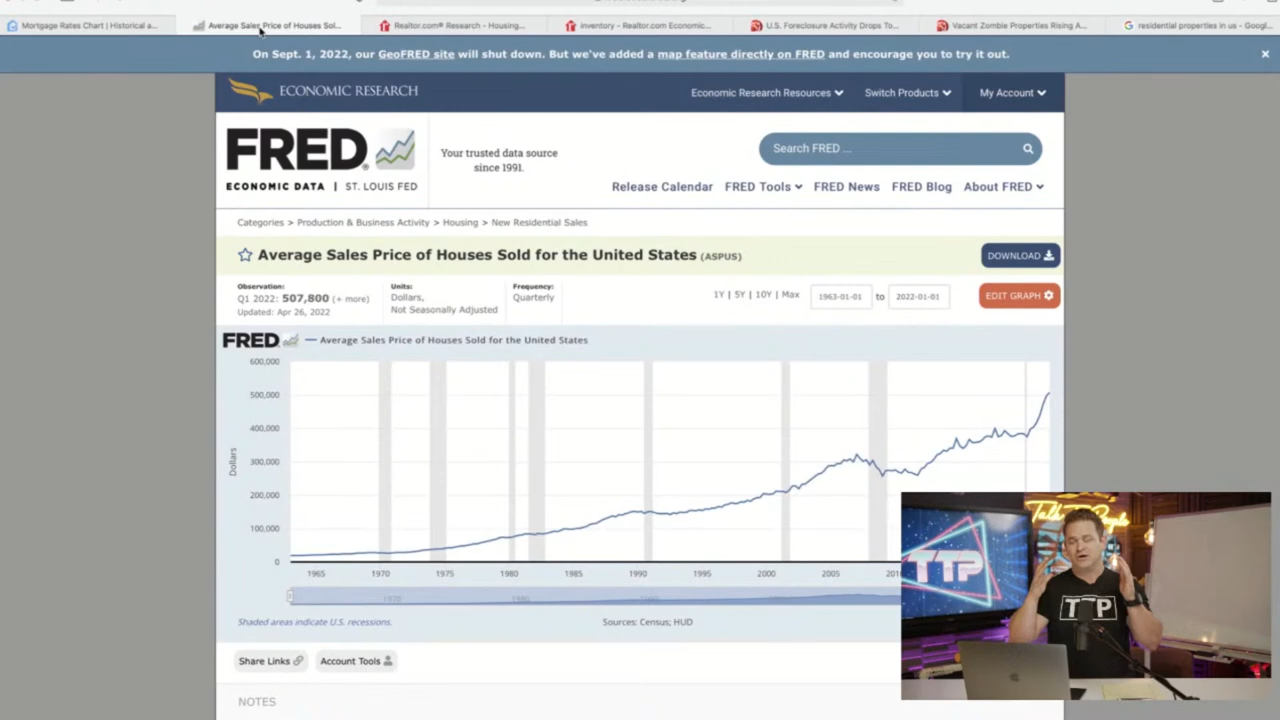 Mortgage Rates Chart | Historical a...
Average Sales Price of Houses Sol...
Realtor.com® Research - Housing...
inventory - Realtor.com Economic...
U.S. Foreclosure Activity Drops To...
Vacant Zombie Properties Rising A...
residential properties in us - Googl...
On Sept. 1, 2022, our GeoFRED site will shut down. But we've added a map feature directly on FRED and encourage you to try it out.
ECONOMIC RESEARCH
Economic Research Resources
Switch Products
My Account
FRED®
ECONOMIC DATA | ST. LOUIS FED
Your trusted data source
since 1991.
Search FRED ...
Release Calendar
FRED Tools
FRED News
FRED Blog
About FRED
Categories > Production & Business Activity > Housing > New Residential Sales
Average Sales Price of Houses Sold for the United States (ASPUS)
DOWNLOAD
Observation:
Q1 2022: 507,800 (+ more)
Updated: Apr 26, 2022
Units:
Dollars,
Not Seasonally Adjusted
Frequency:
Quarterly
1Y | 5Y | 10Y | Max
1963-01-01 to 2022-01-01
EDIT GRAPH
FRED
Average Sales Price of Houses Sold for the United States
600,000
500,000
400,000
300,000
200,000
100,000
0
Dollars
1965 1970 1975 1980 1985 1990 1995 2000 2005
1970 1980
Shaded areas indicate U.S. recessions.
Sources: Census; HUD
Share Links
Account Tools
NOTES
Talk To People
TTP
TTP